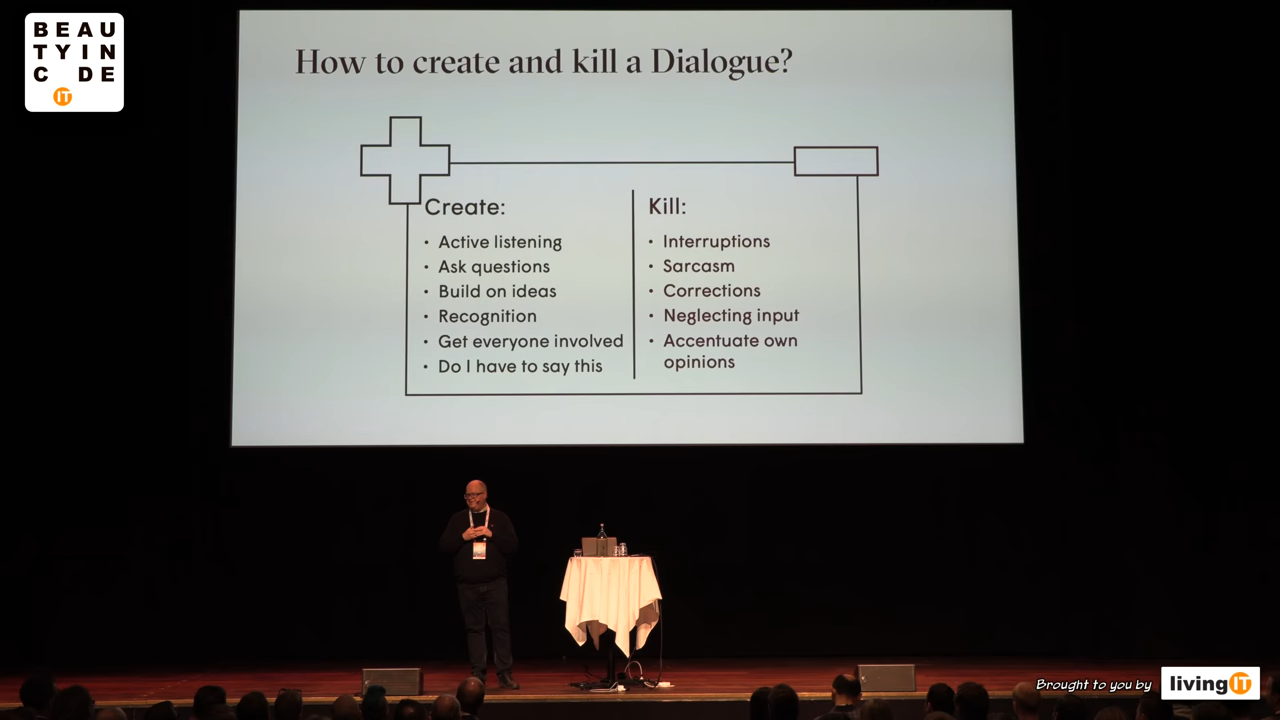 BEAU
TYIN
C DE
IT
How to create and kill a Dialogue?
Create:
• Active listening
• Ask questions
• Build on ideas
• Recognition
• Get everyone involved
• Do I have to say this
Kill:
• Interruptions
• Sarcasm
• Corrections
• Neglecting input
• Accentuate own
opinions
Brought to you by
living IT